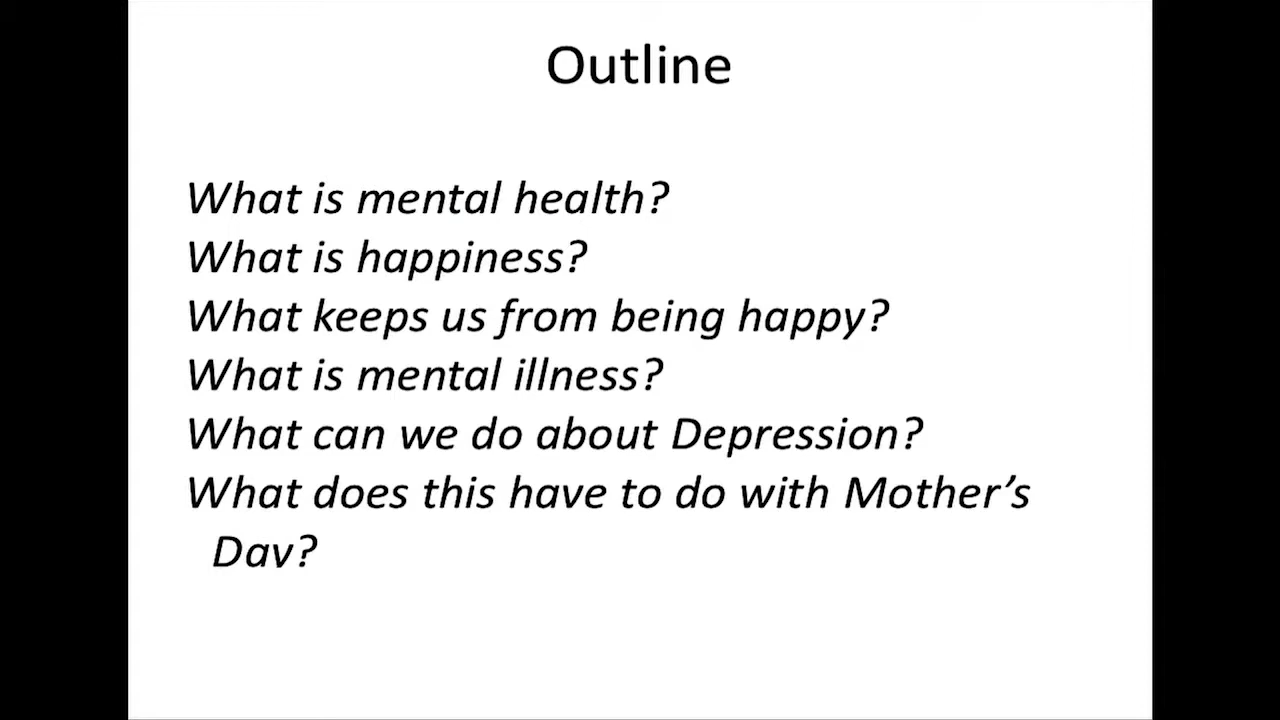 Outline
What is mental health?
What is happiness?
What keeps us from being happy?
What is mental illness?
What can we do about Depression?
What does this have to do with Mother's
Day?